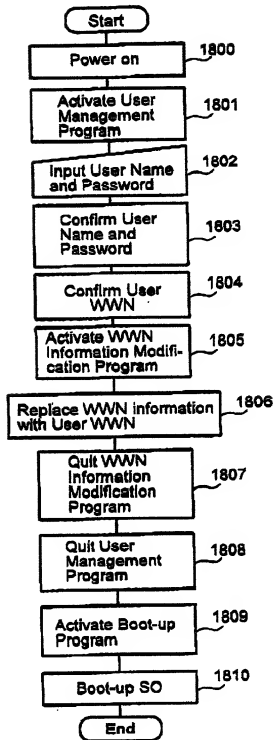 Start
Power on
1800
Activate User
Management
Program
1801
Input User Name
and Password
1802
Confirm User
Name and
Password
1803
Confirm User
WWN
1804
Activate WWN
Information Modifi-
cation Program
1805
Replace WWN information
with User WWN
1806
Quit WWN
Information
Modification
Program
1807
Quit User
Management
Program
1808
Activate Boot-up
Program
1809
Boot-up SO
1810
End